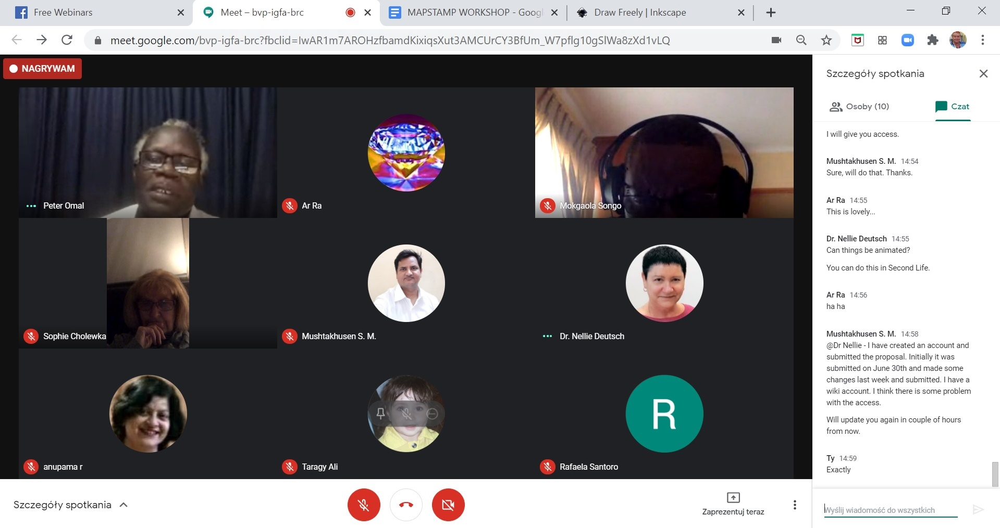 Free Webinars
Meet – bvp-igfa-brc
MAPSTAMP WORKSHOP - Googl
Draw Freely | Inkscape
meet.google.com/bvp-igfa-brc?fbclid=IwAR1m7AROHzfbamdKixiqsXut3AMCUrCY3BfUm_W7pflg10gSlWa8zXd1vLQ
NAGRYWAM
Peter Omal
Ar Ra
Mokgaola Songo
Sophie Cholewka
Mushtakhusen S. M.
Dr. Nellie Deutsch
anupama r
Taragy Ali
R
Rafaela Santoro
Szczegóły spotkania
Zaprezentuj teraz
Szczegóły spotkania
Osoby (10)
Czat
I will give you access.
Mushtakhusen S. M. 14:54
Sure, will do that. Thanks.
Ar Ra 14:55
This is lovely...
Dr. Nellie Deutsch 14:55
Can things be animated?
You can do this in Second Life.
Ar Ra 14:56
ha ha
Mushtakhusen S. M. 14:58
@Dr Nellie - I have created an account and
submitted the proposal. Initially it was
submitted on June 30th and made some
changes last week and submitted. I have a
wiki account. I think there is some problem
with the access.
Will update you again in couple of hours
from now.
Ty 14:59
Exactly
Wyślij wiadomość do wszystkich